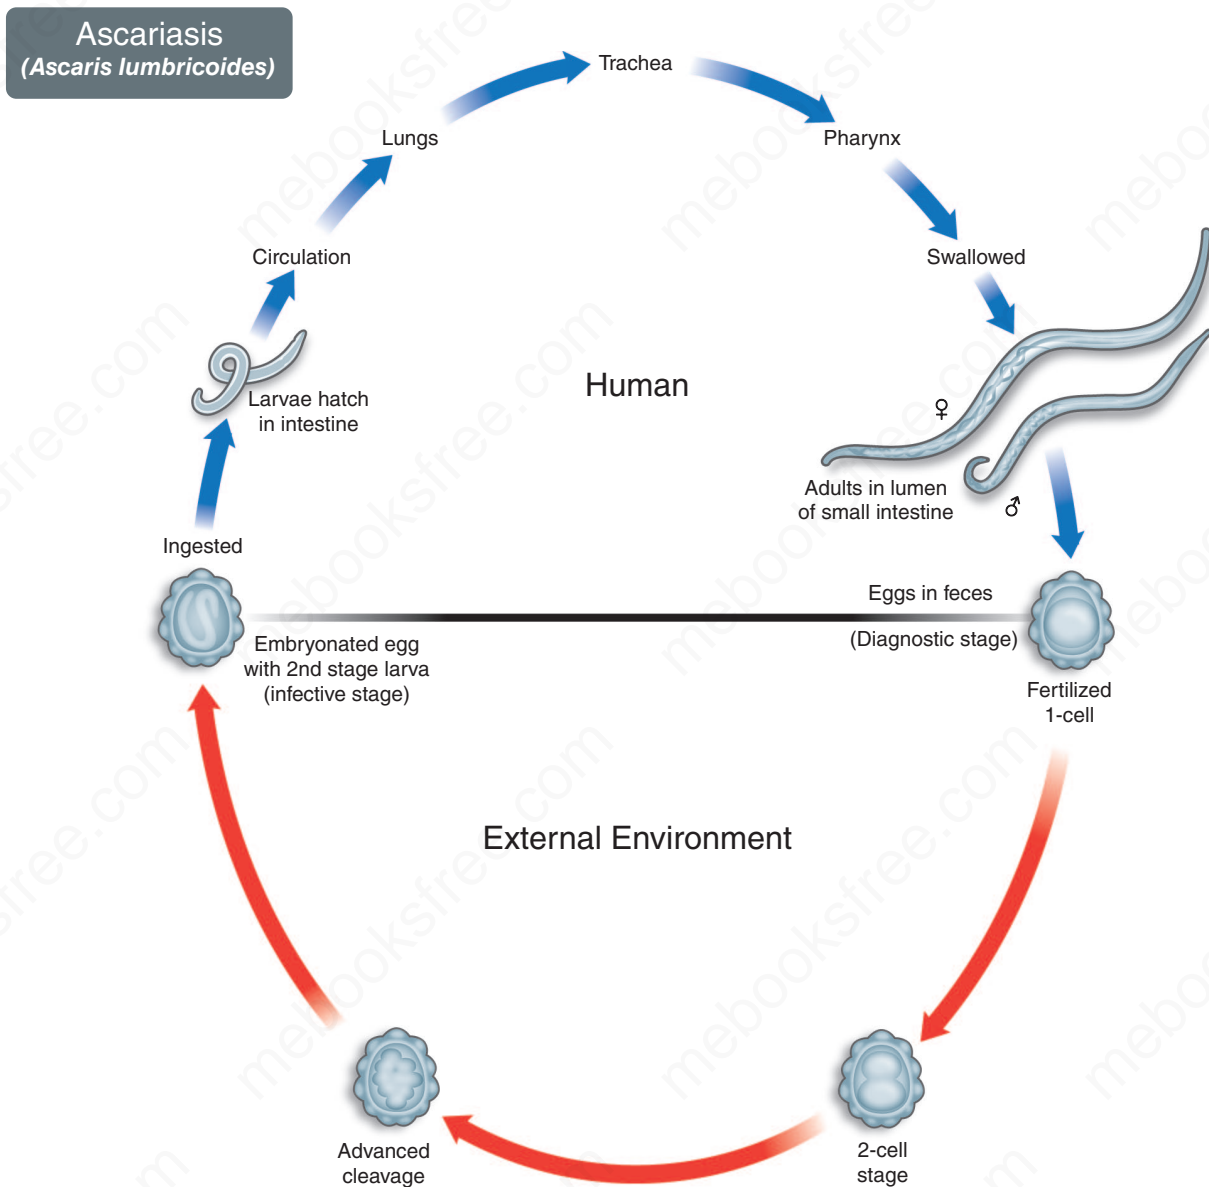 Ascariasis
(Ascaris lumbricoides)
Trachea
Lungs
Pharynx
Circulation
Swallowed
Larvae hatch
in intestine
Human
♀
Adults in lumen
of small intestine
♂
Ingested
Eggs in feces
(Diagnostic stage)
Embryonated egg
with 2nd stage larva
(infective stage)
Fertilized
1-cell
External Environment
Advanced
cleavage
2-cell
stage
mebooksfree.com